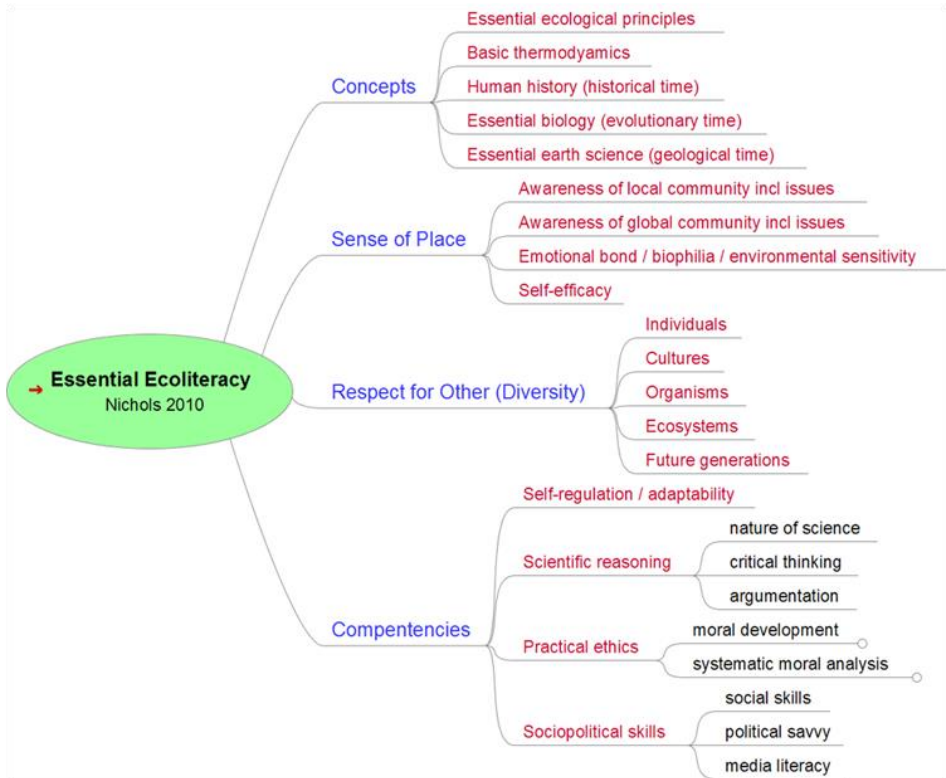 Essential Ecoliteracy
Nichols 2010
Concepts
Essential ecological principles
Basic thermodyamics
Human history (historical time)
Essential biology (evolutionary time)
Essential earth science (geological time)
Sense of Place
Awareness of local community incl issues
Awareness of global community incl issues
Emotional bond / biophilia / environmental sensitivity
Self-efficacy
Respect for Other (Diversity)
Individuals
Cultures
Organisms
Ecosystems
Future generations
Compentencies
Self-regulation / adaptability
Scientific reasoning
nature of science
critical thinking
argumentation
Practical ethics
moral development
systematic moral analysis
Sociopolitical skills
social skills
political savvy
media literacy